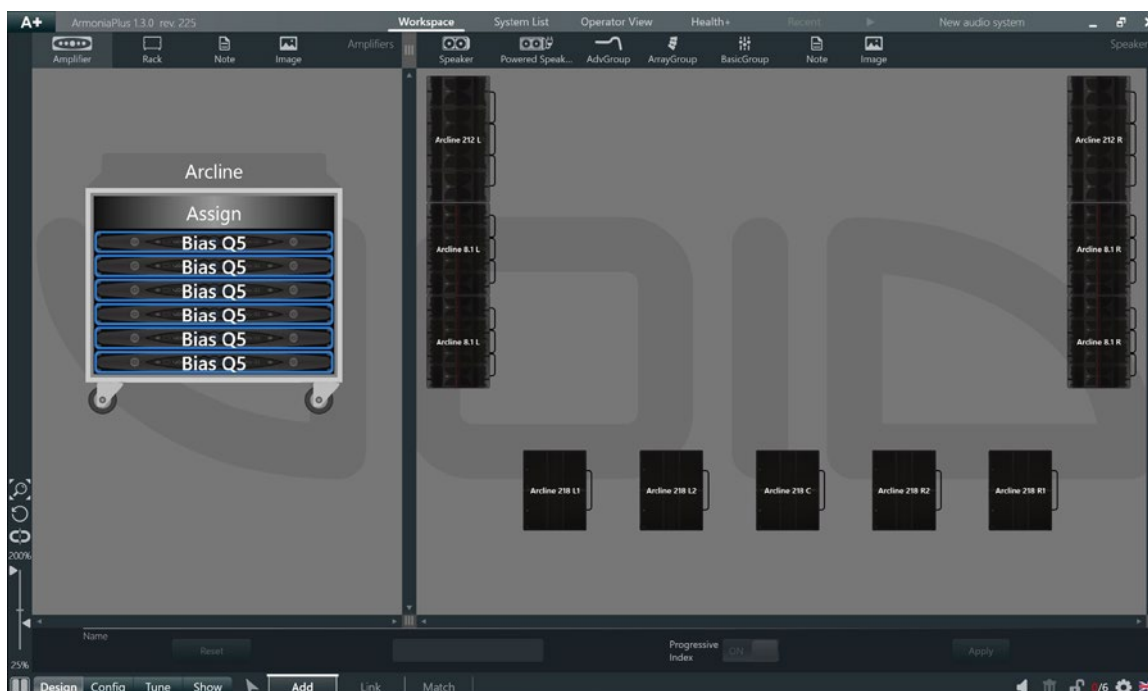 A+ ArmoniaPlus 1.3.0 rev. 225 Workspace System List Operator View Health+ Recent New audio system
Amplifier Rack Note Image Amplifiers Speaker Powered Speak... AdvGroup ArrayGroup BasicGroup Note Image Speaker
Arcline 212 L Arcline 212 R
Arcline
Assign
Bias Q5
Bias Q5
Bias Q5
Bias Q5
Bias Q5
Bias Q5
Arcline 8.1 L Arcline 8.1 R
Arcline 8.1 L Arcline 8.1 R
VOID
Arcline 218 L1 Arcline 218 L2 Arcline 218 C Arcline 218 R2 Arcline 218 R1
200%
25%
Name Reset Progressive Index ON Apply
Design Config Tune Show Add Link Match 0/6